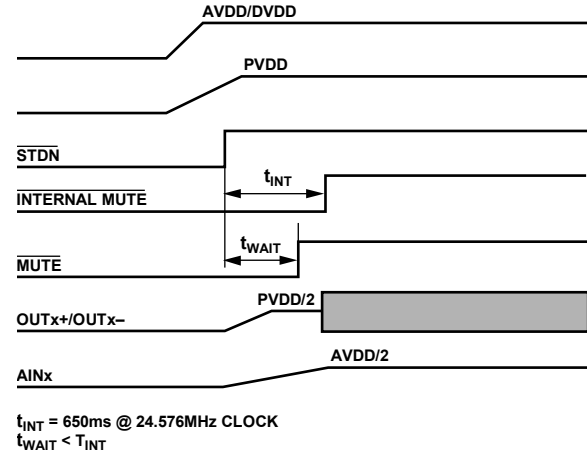 AVDD/DVDD
PVDD
STDN
tINT
INTERNAL MUTE
tWAIT
MUTE
PVDD/2
OUTx+/OUTx–
AVDD/2
AINx
tINT = 650ms @ 24.576MHz CLOCK
tWAIT < TINT